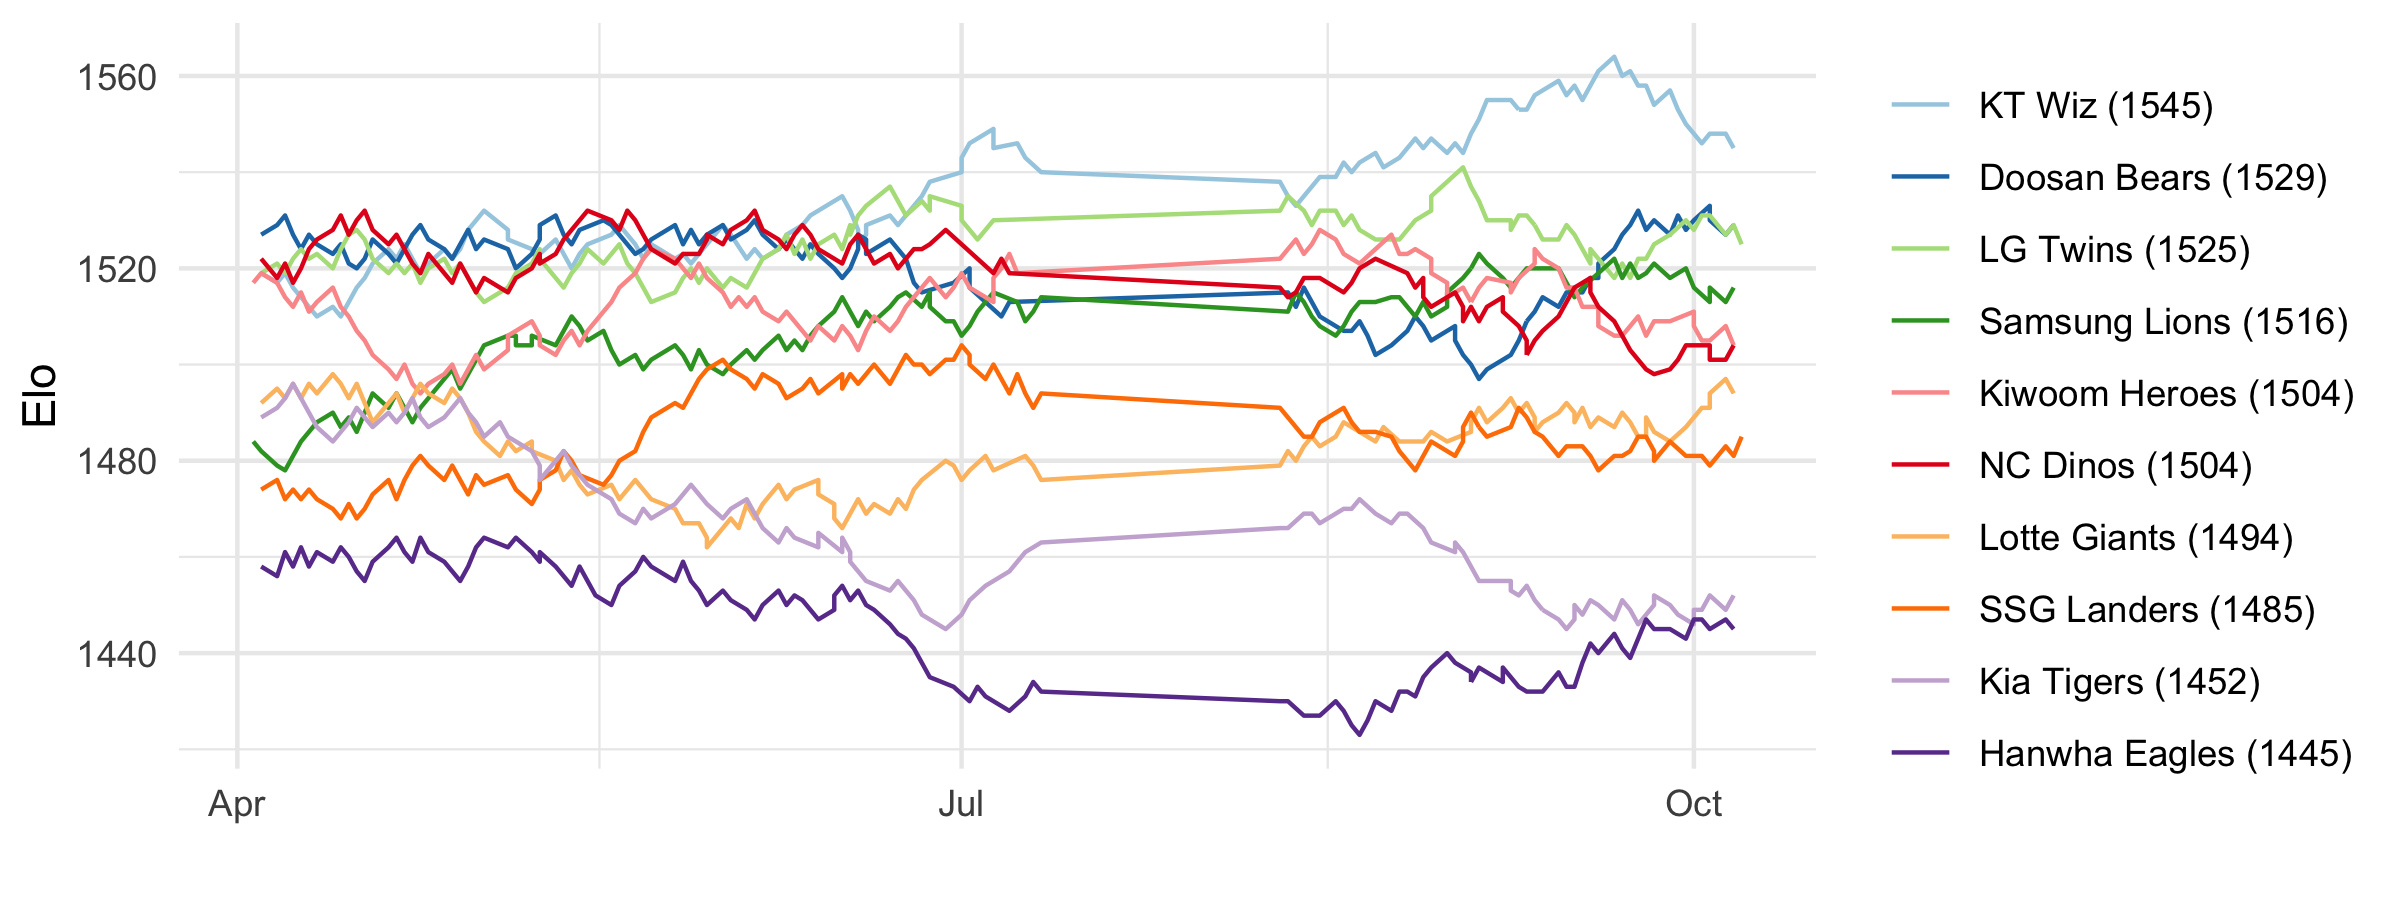 Elo
1560
1520
1480
1440
Apr
Jul
Oct
KT Wiz (1545)
Doosan Bears (1529)
LG Twins (1525)
Samsung Lions (1516)
Kiwoom Heroes (1504)
NC Dinos (1504)
Lotte Giants (1494)
SSG Landers (1485)
Kia Tigers (1452)
Hanwha Eagles (1445)